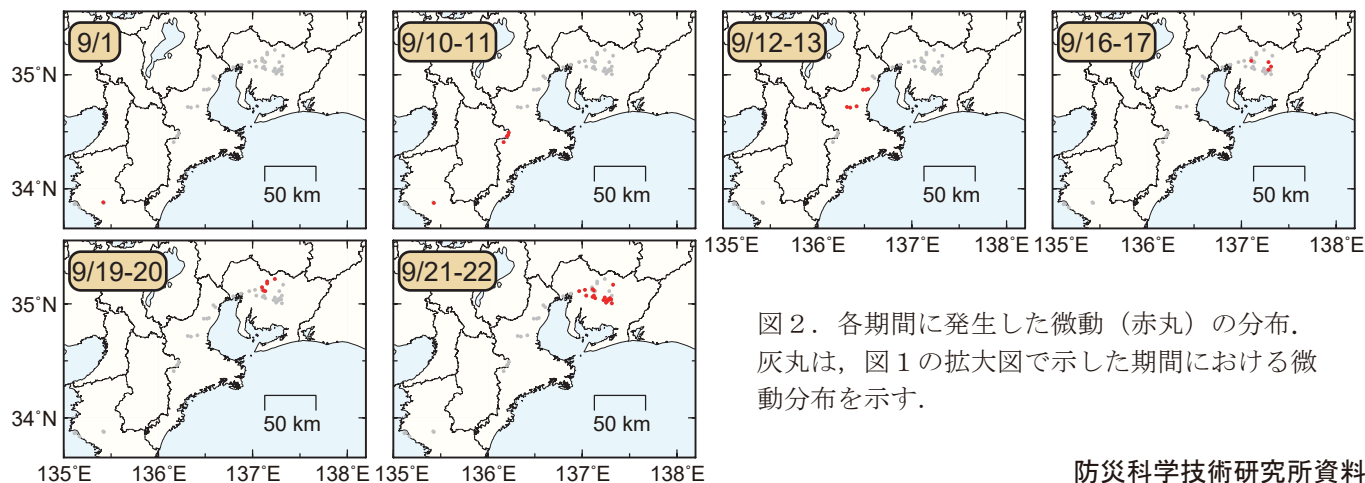 9/1
9/10-11
9/12-13
9/16-17
35˚N
34˚N
50 km
50 km
50 km
50 km
135˚E 136˚E 137˚E 138˚E
135˚E 136˚E 137˚E 138˚E
9/19-20
9/21-22
35˚N
34˚N
50 km
50 km
135˚E 136˚E 137˚E 138˚E
135˚E 136˚E 137˚E 138˚E
図２．各期間に発生した微動（赤丸）の分布．
灰丸は，図１の拡大図で示した期間における微
動分布を示す．
防災科学技術研究所資料